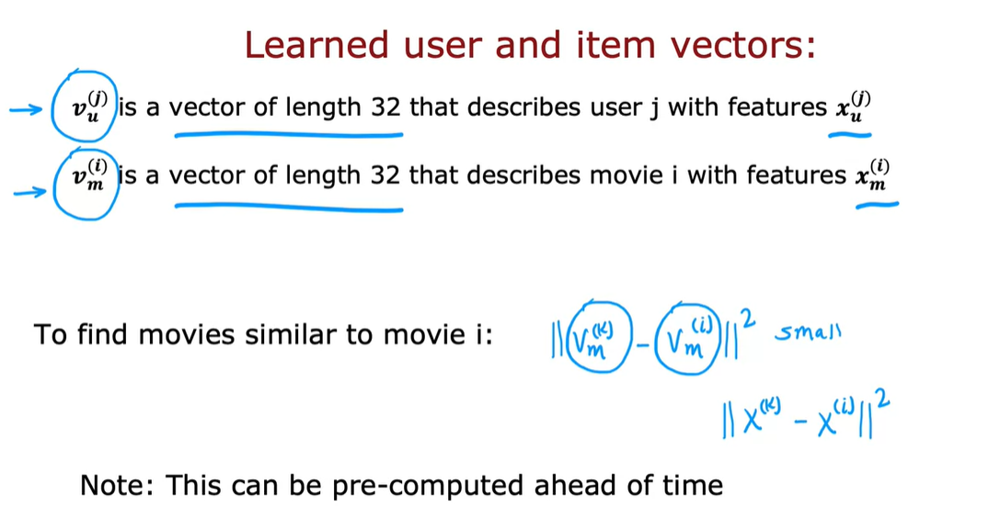 Learned user and item vectors:
v_u^(j) is a vector of length 32 that describes user j with features x_u^(j)
v_m^(i) is a vector of length 32 that describes movie i with features x_m^(i)
To find movies similar to movie i: ||v_m^(k) - v_m^(i)||^2 small
||x^(k) - x^(i)||^2
Note: This can be pre-computed ahead of time